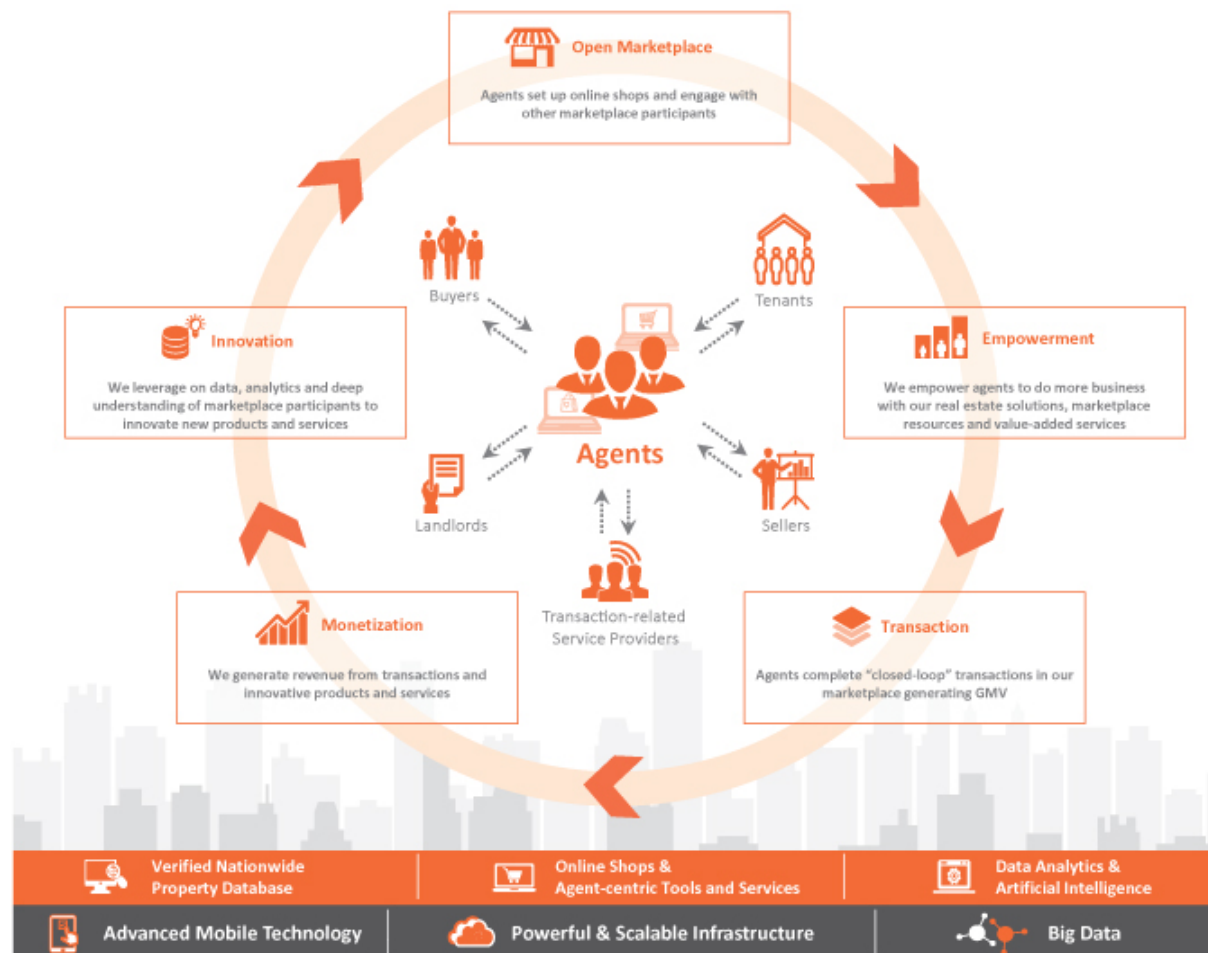 Open Marketplace
Agents set up online shops and engage with
other marketplace participants
Buyers
Tenants
Innovation
We leverage on data, analytics and deep
understanding of marketplace participants to
innovate new products and services
Empowerment
We empower agents to do more business
with our real estate solutions, marketplace
resources and value-added services
Agents
Landlords
Sellers
Transaction-related
Service Providers
Monetization
We generate revenue from transactions and
innovative products and services
Transaction
Agents complete “closed-loop” transactions in our
marketplace generating GMV
Verified Nationwide
Property Database
Online Shops &
Agent-centric Tools and Services
Data Analytics &
Artificial Intelligence
Advanced Mobile Technology
Powerful & Scalable Infrastructure
Big Data